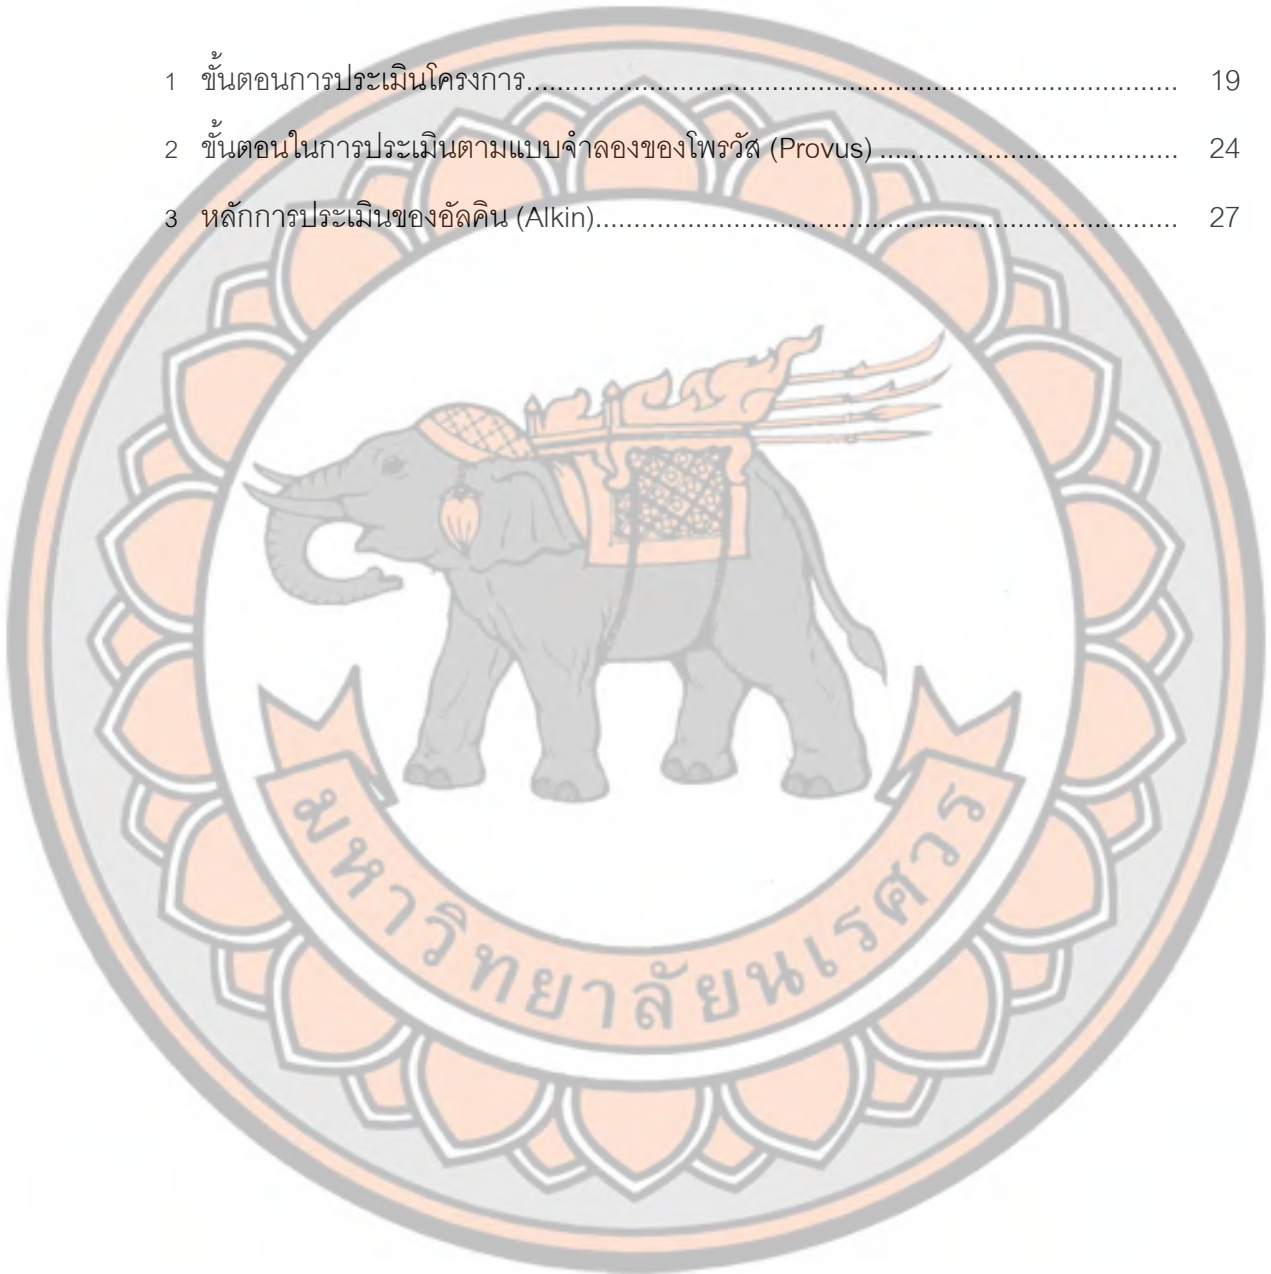 1 ขั้นตอนการประเมินโครงการ..................................................................................... 19
2 ขั้นตอนในการประเมินตามแบบจำลองของโพรวัส (Provus)....................................... 24
3 หลักการประเมินของอัลคิน (Alkin)............................................................................ 27
มหาวิทยาลัยนเรศวร